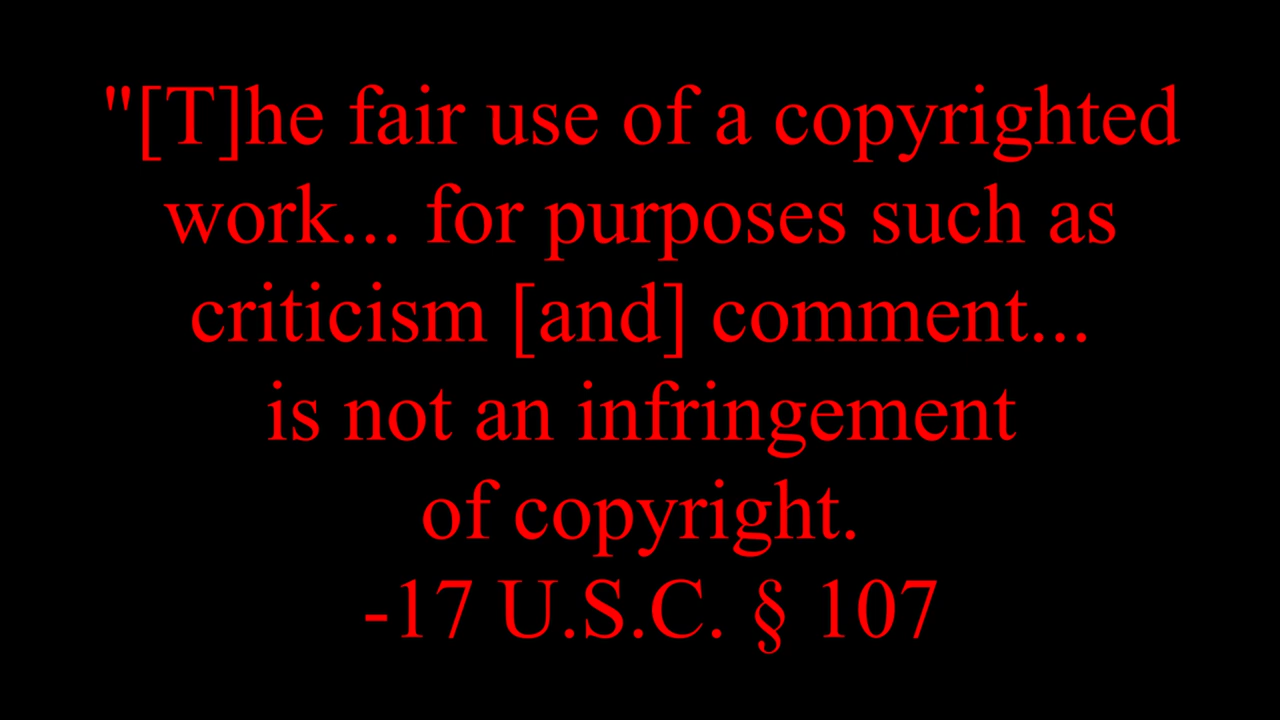 "[T]he fair use of a copyrighted
work... for purposes such as
criticism [and] comment...
is not an infringement
of copyright.
-17 U.S.C. § 107